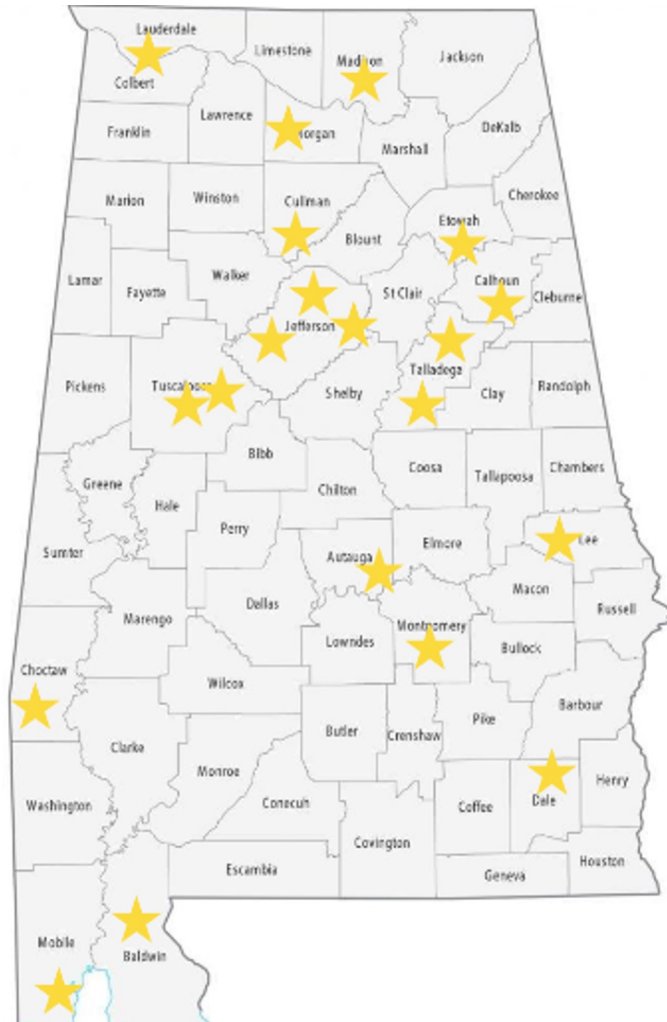 Lauderdale
Limestone
Madison
Jackson
Colbert
Lawrence
Franklin
Morgan
Marshall
DeKalb
Marion
Winston
Cullman
Blount
Etowah
Cherokee
Lamar
Fayette
Walker
Jefferson
St Clair
Calhoun
Cleburne
Pickens
Tuscaloosa
Shelby
Talladega
Clay
Randolph
Greene
Hale
Bibb
Chilton
Coosa
Tallapoosa
Chambers
Sumter
Perry
Autauga
Elmore
Lee
Marengo
Dallas
Lowndes
Montgomery
Macon
Russell
Bullock
Choctaw
Wilcox
Clarke
Butler
Crenshaw
Pike
Barbour
Washington
Monroe
Conecuh
Covington
Coffee
Dale
Henry
Escambia
Geneva
Houston
Mobile
Baldwin